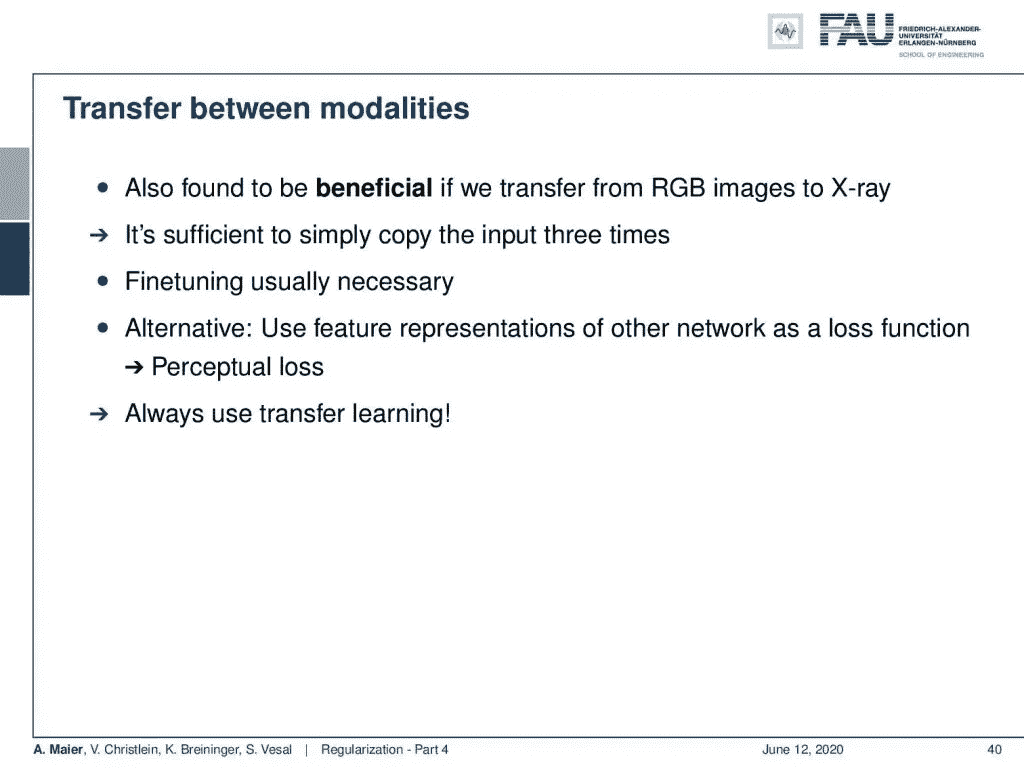 FAU
FRIEDRICH-ALEXANDER-
UNIVERSITÄT
ERLANGEN-NÜRNBERG
SCHOOL OF ENGINEERING
Transfer between modalities
• Also found to be beneficial if we transfer from RGB images to X-ray
➔ It’s sufficient to simply copy the input three times
• Finetuning usually necessary
• Alternative: Use feature representations of other network as a loss function
➔ Perceptual loss
➔ Always use transfer learning!
A. Maier, V. Christlein, K. Breininger, S. Vesal | Regularization - Part 4 June 12, 2020 40